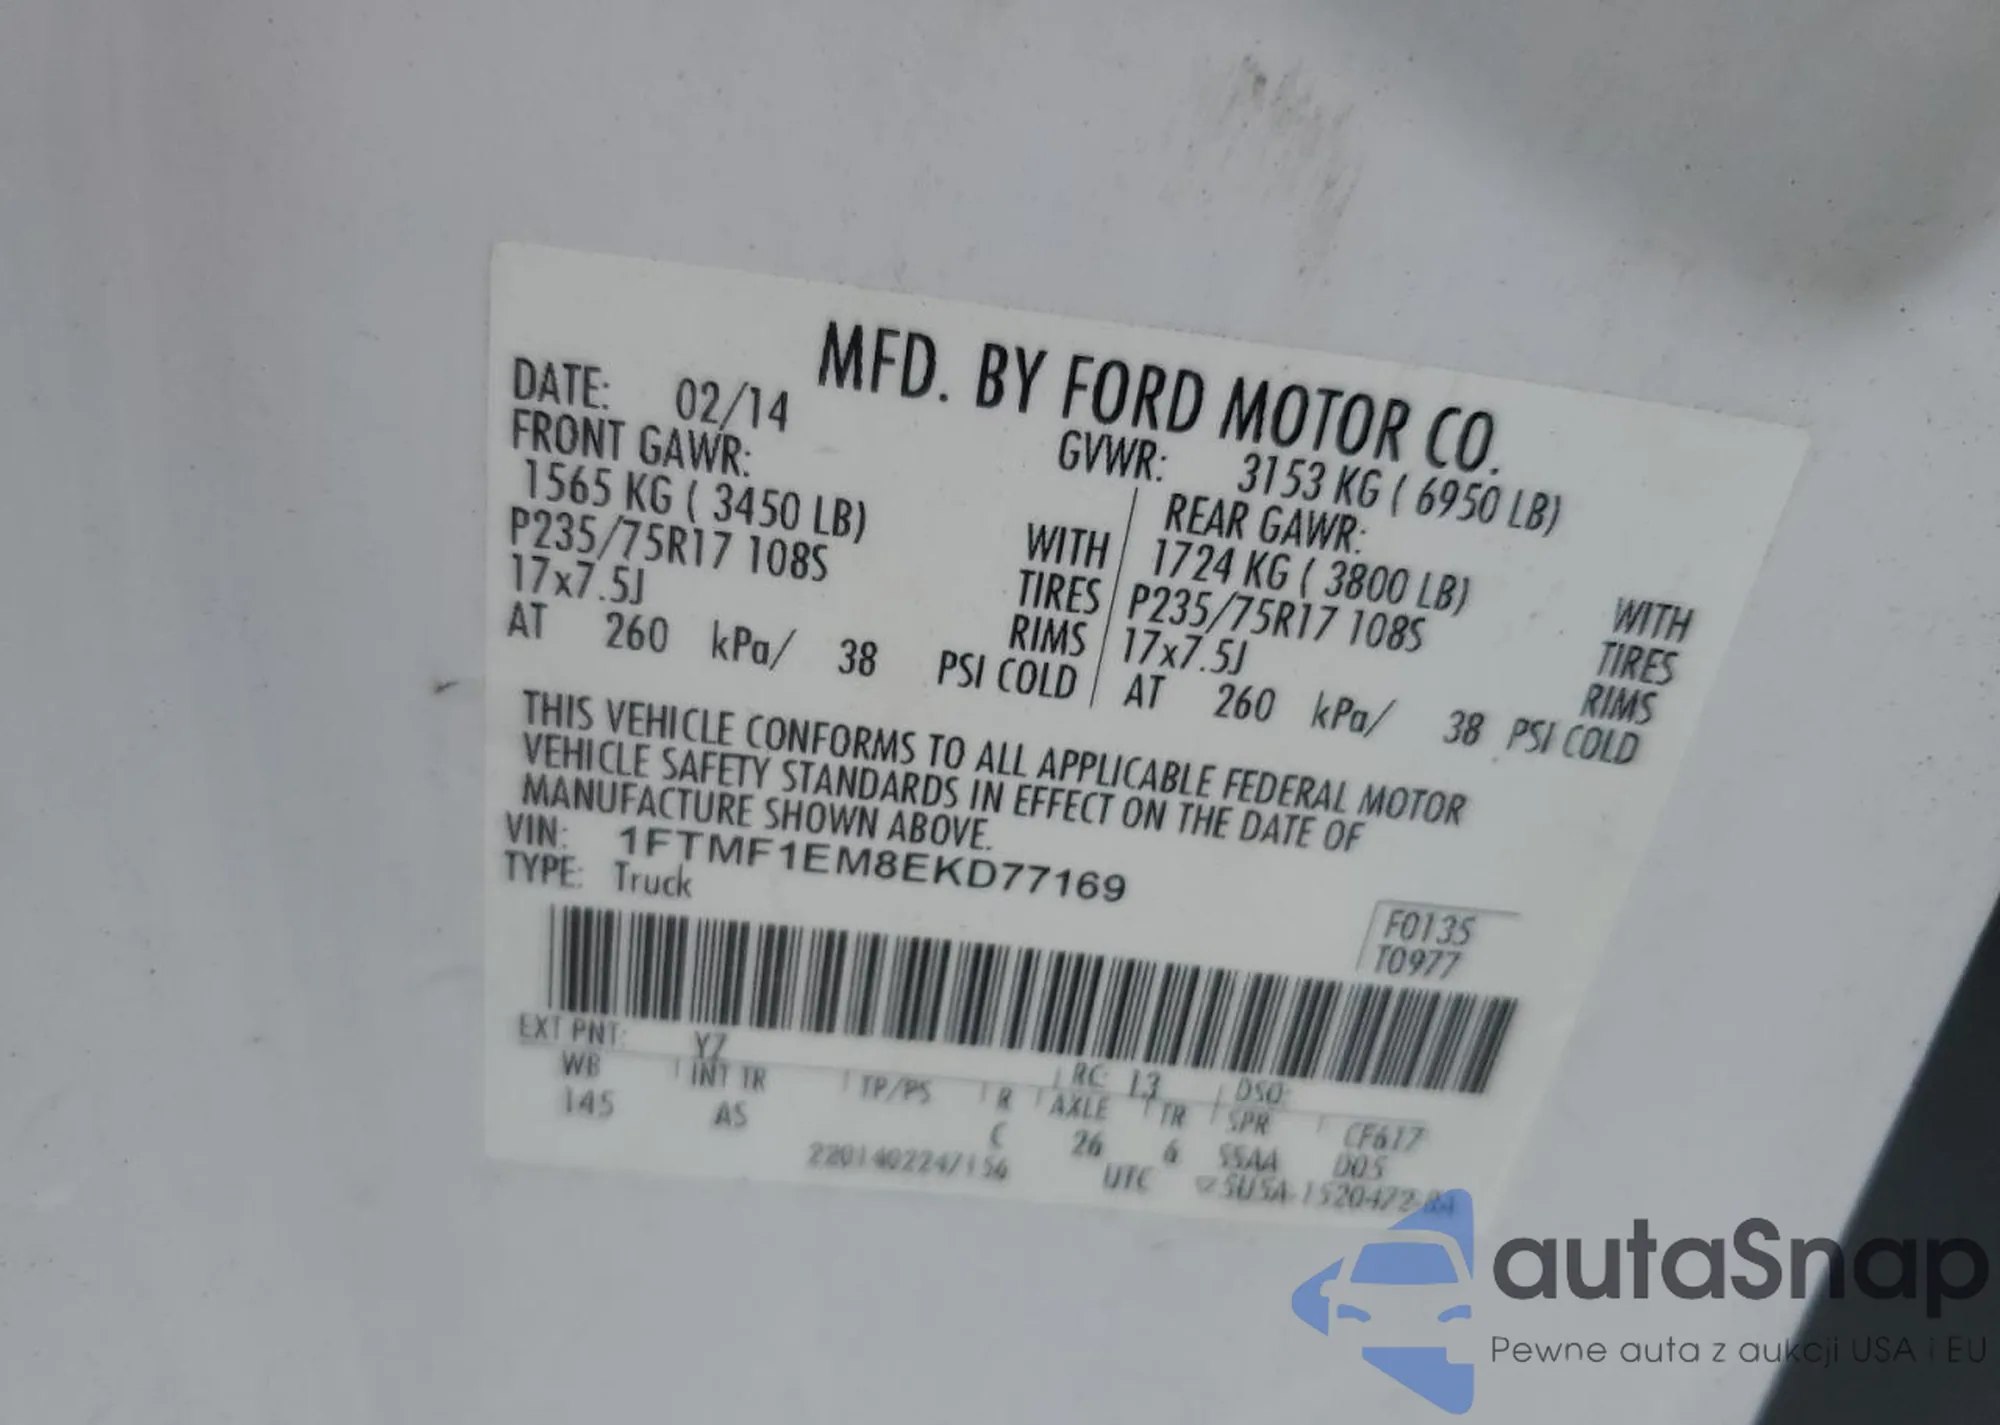 MFD. BY FORD MOTOR CO.
DATE: 02/14 GVWR: 3153 KG ( 6950 LB)
FRONT GAWR: REAR GAWR:
1565 KG ( 3450 LB) WITH 1724 KG ( 3800 LB) WITH
P235/75R17 108S TIRES P235/75R17 108S TIRES
17x7.5J RIMS 17x7.5J RIMS
AT 260 kPa/ 38 PSI COLD AT 260 kPa/ 38 PSI COLD
THIS VEHICLE CONFORMS TO ALL APPLICABLE FEDERAL MOTOR
VEHICLE SAFETY STANDARDS IN EFFECT ON THE DATE OF
MANUFACTURE SHOWN ABOVE.
VIN: 1FTMF1EM8EKD77169
TYPE: Truck
F0135
T0977
EXT PNT: YZ RC: L3 DSO:
WB INT TR TP/PS R AXLE TR SPR CF617
145 AS C 26 6 SSAA D05
UTC
autaSnap
Pewne auta z aukcji USA i EU